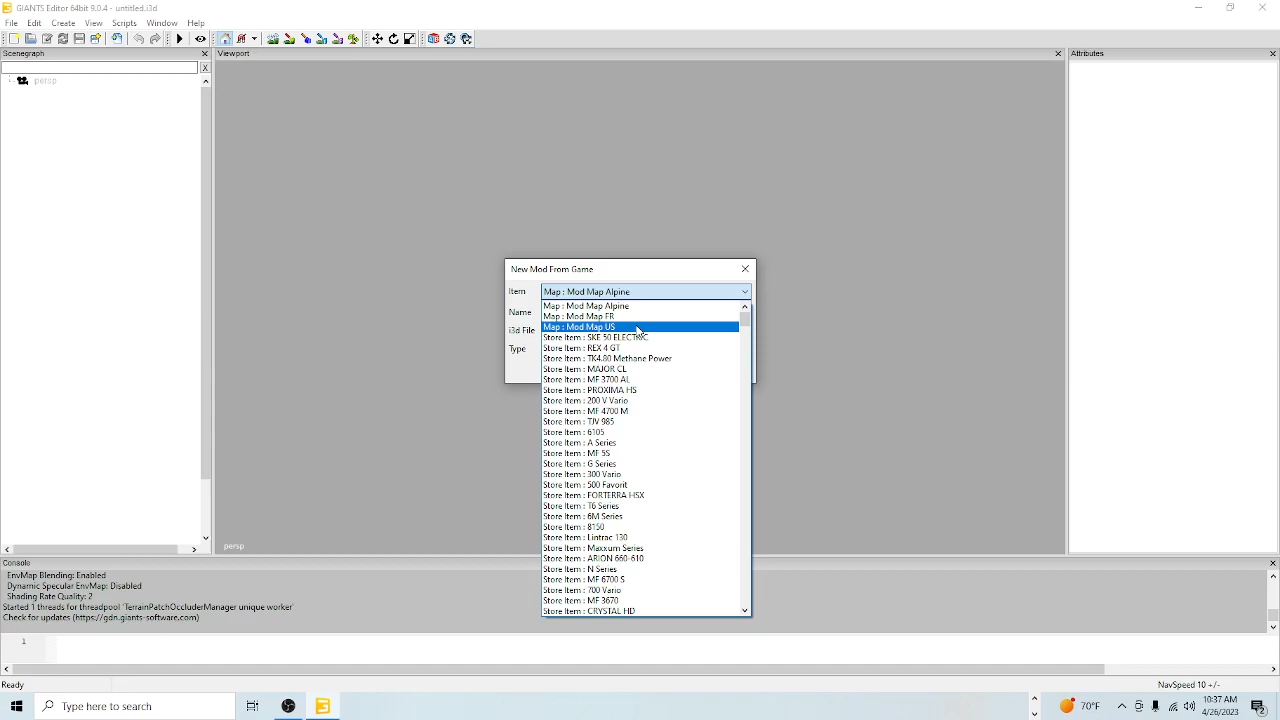 GIANTS Editor 64bit 9.0.4 - untitled.i3d
File Edit Create View Scripts Window Help
Scenegraph
Viewport
Attributes
X
persp
New Mod From Game
Item
Map : Mod Map Alpine
Name
i3d File
Type
Map : Mod Map Alpine
Map : Mod Map FR
Map : Mod Map US
Store Item : SKE 50 ELECTRIC
Store Item : REX 4 GT
Store Item : TK4.80 Methane Power
Store Item : MAJOR CL
Store Item : MF 3700 AL
Store Item : PROXIMA HS
Store Item : 200 V Vario
Store Item : MF 4700 M
Store Item : TJV 985
Store Item : 6105
Store Item : A Series
Store Item : MF 5S
Store Item : G Series
Store Item : 300 Vario
Store Item : 500 Favorit
Store Item : FORTERRA HSX
Store Item : T6 Series
Store Item : 6M Series
Store Item : 8150
Store Item : Lintrac 130
Store Item : Maxxum Series
Store Item : ARION 660-610
Store Item : N Series
Store Item : MF 6700 S
Store Item : 700 Vario
Store Item : MF 3670
Store Item : CRYSTAL HD
persp
Console
EnvMap Blending: Enabled
Dynamic Specular EnvMap: Disabled
Shading Rate Quality: 2
Started 1 threads for threadpool 'TerrainPatchOccluderManager unique worker'
Check for updates (https://gdn.giants-software.com)
1
Ready
NavSpeed 10 +/-
Type here to search
70°F
10:37 AM
4/26/2023
2